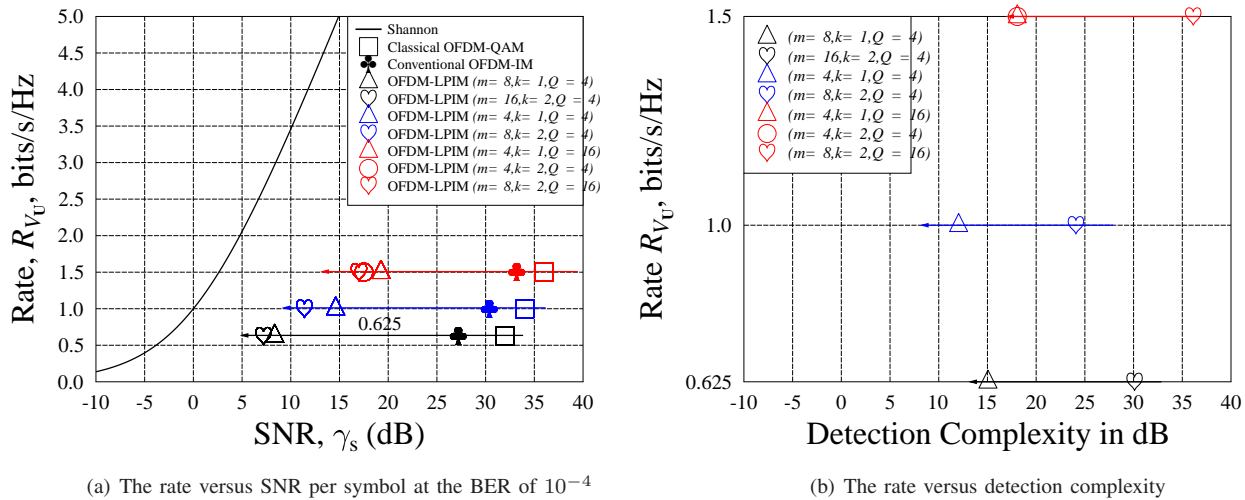 5.0
4.5
4.0
3.5
3.0
2.5
2.0
1.5
1.0
0.5
0.0
Rate, R_{V_U}, bits/s/Hz
-10 -5 0 5 10 15 20 25 30 35 40
SNR, γ_s (dB)
Shannon
Classical OFDM-QAM
Conventional OFDM-IM
OFDM-LPIM (m= 8,k= 1,Q = 4)
OFDM-LPIM (m= 16,k= 2,Q = 4)
OFDM-LPIM (m= 4,k= 1,Q = 4)
OFDM-LPIM (m= 8,k= 2,Q = 4)
OFDM-LPIM (m= 4,k= 1,Q = 16)
OFDM-LPIM (m= 4,k= 2,Q = 4)
OFDM-LPIM (m= 8,k= 2,Q = 16)
0.625
(a) The rate versus SNR per symbol at the BER of 10^{-4}
1.5
1.0
0.625
Rate R_{V_U}, bits/s/Hz
-10 -5 0 5 10 15 20 25 30 35 40
Detection Complexity in dB
(m= 8,k= 1,Q = 4)
(m= 16,k= 2,Q = 4)
(m= 4,k= 1,Q = 4)
(m= 8,k= 2,Q = 4)
(m= 4,k= 1,Q = 16)
(m= 4,k= 2,Q = 4)
(m= 8,k= 2,Q = 16)
(b) The rate versus detection complexity